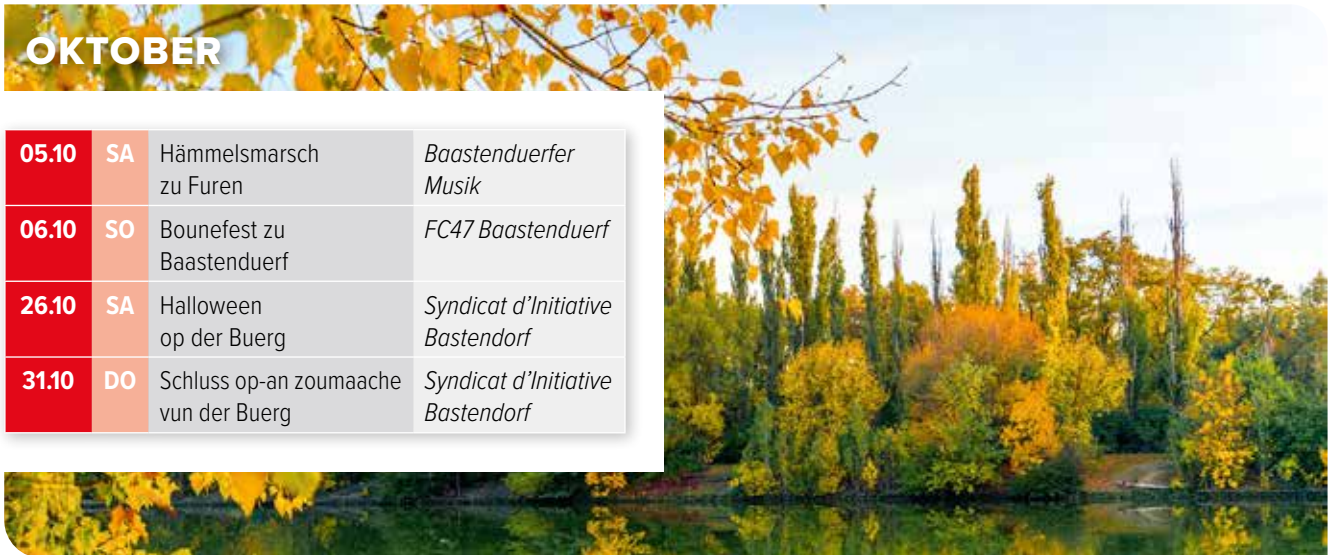 OKTOBER
05.10 SA Hämmelsmarsch Baastenduerfer
zu Furen Musik
06.10 SO Bounefest zu FC47 Baastenduerf
Baastenduerf
26.10 SA Halloween Syndicat d’Initiative
op der Buerg Bastendorf
31.10 DO Schluss op-an zoumaache Syndicat d’Initiative
vun der Buerg Bastendorf